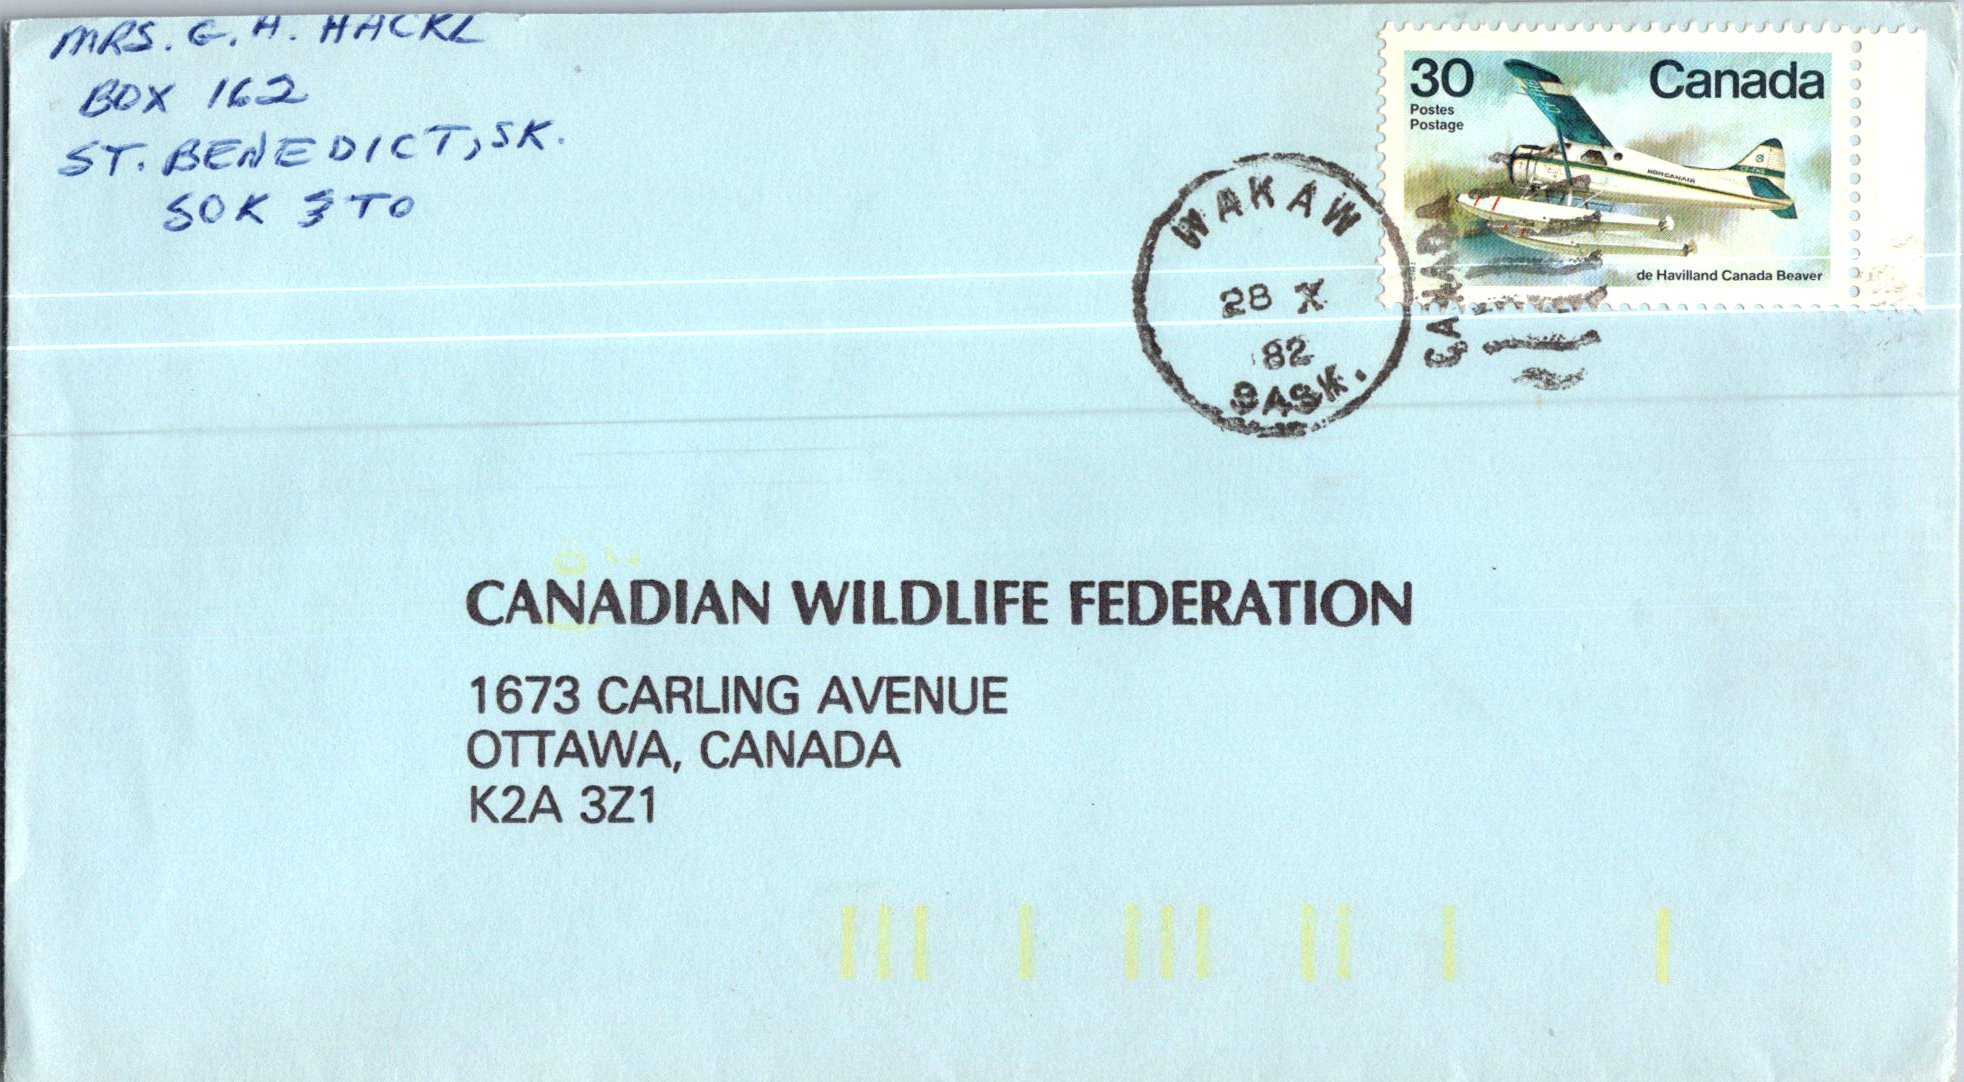 MRS. G. A. HACKL
BOX 162
ST. BENEDICT, SK.
S0K 3T0
30
Postes
Postage
Canada
NORCANAIR
de Havilland Canada Beaver
WAKAW
28 X
82
SASK.
CANADA
CANADIAN WILDLIFE FEDERATION
1673 CARLING AVENUE
OTTAWA, CANADA
K2A 3Z1